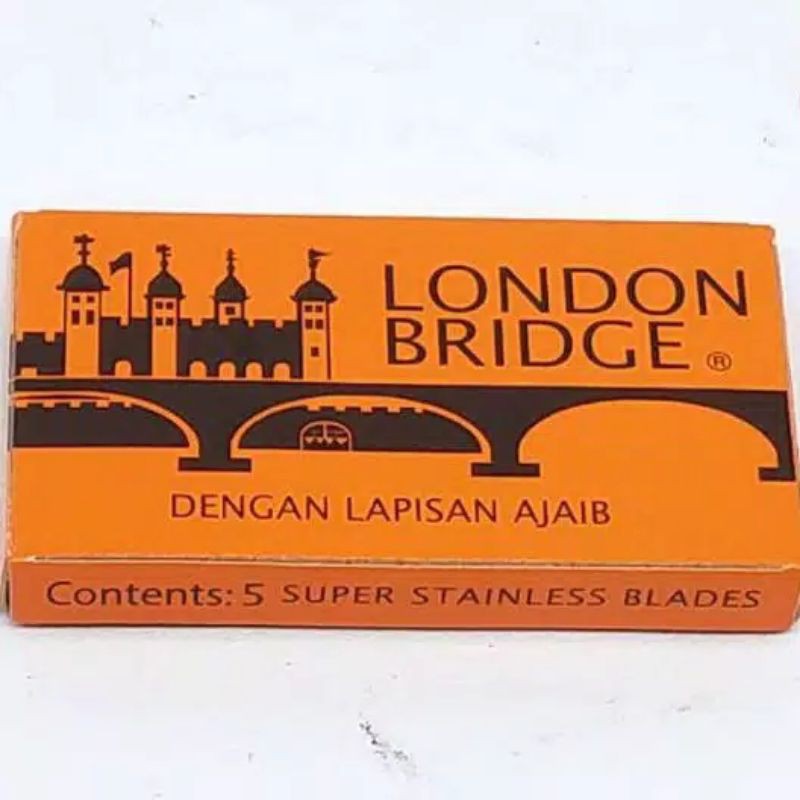 LONDON
BRIDGE ®
DENGAN LAPISAN AJAIB
Contents: 5 SUPER STAINLESS BLADES